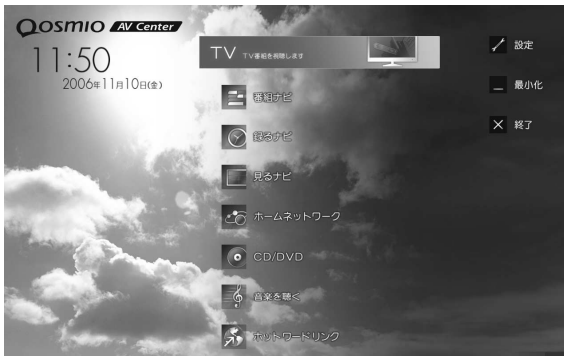 Qosmio AV Center
11:50
2006年11月10日(金)
TV TV番組を視聴します
番組ナビ
録るナビ
見るナビ
ホームネットワーク
CD/DVD
音楽を聴く
ホットワードリンク
設定
最小化
終了